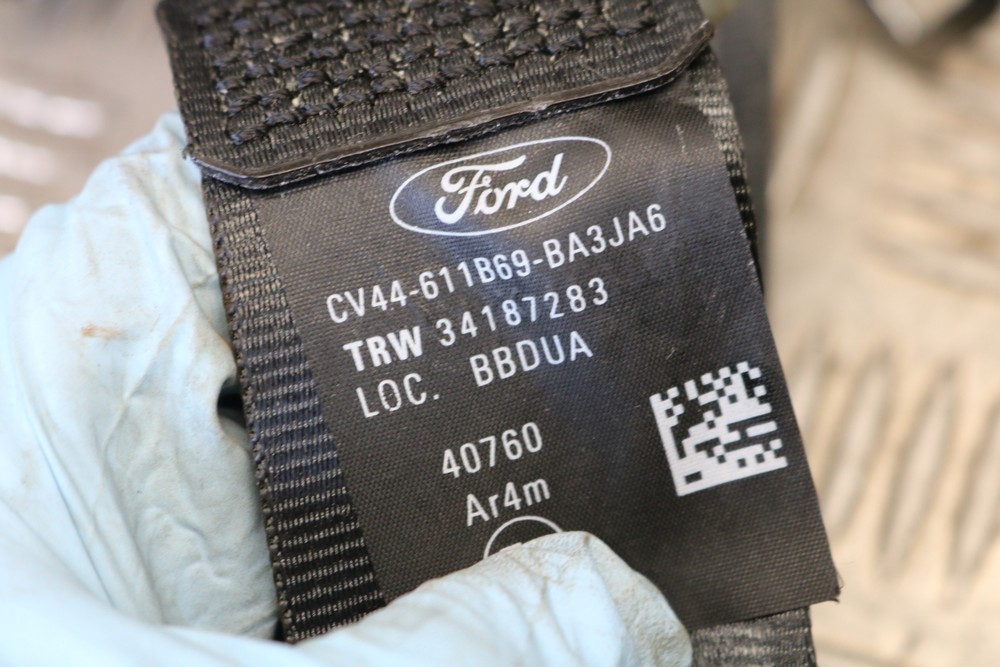 Ford
CV44-611B69-BA3JA6
TRW 34187283
LOC. BBDUA
40760
Ar4m